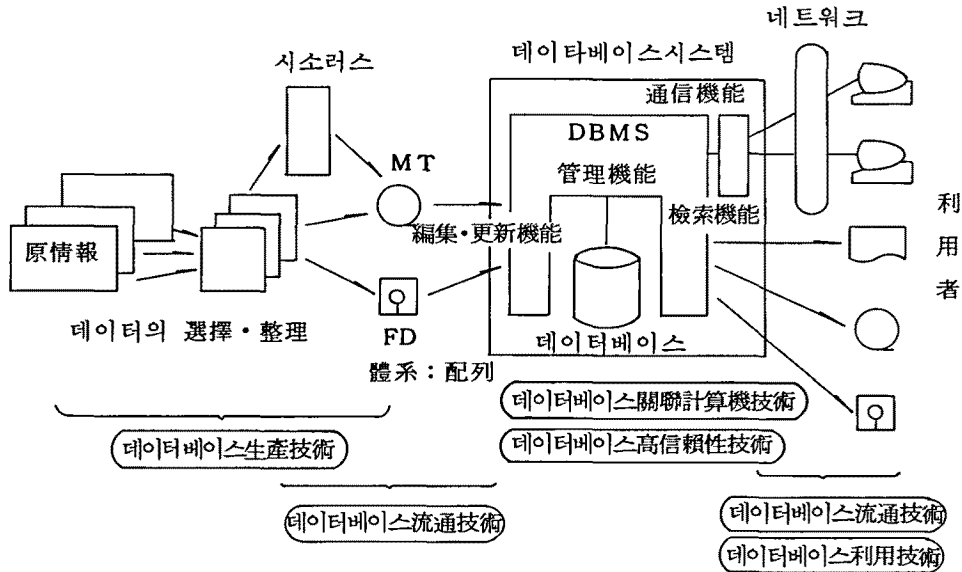 네트워크
시소러스
데이타베이스시스템
通信機能
MT
DBMS
管理機能
原情報
編集·更新機能
檢索機能
利用者
데이터의 選擇·整理
FD
데이터베이스
體系：配列
데이터베이스關聯計算機技術
데이터베이스生產技術
데이터베이스高信賴性技術
데이터베이스流通技術
데이터베이스流通技術
데이터베이스利用技術